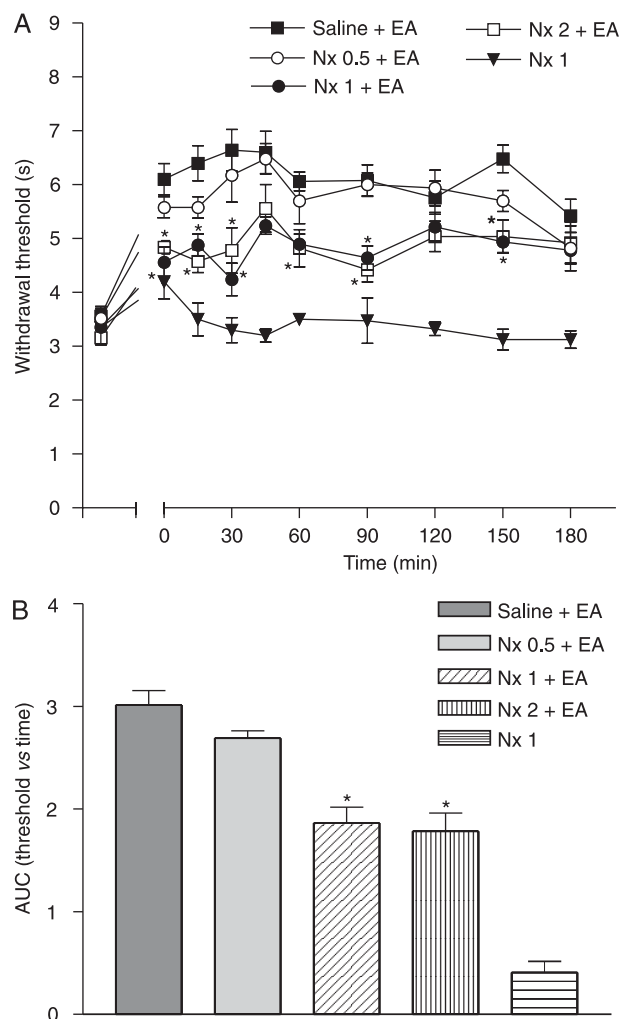 A
Saline + EA
Nx 0.5 + EA
Nx 1 + EA
Nx 2 + EA
Nx 1
Withdrawal threshold (s)
9
8
7
6
5
4
3
2
1
0
* * * * * * * * * * *
0 30 60 90 120 150 180
Time (min)
B
Saline + EA
Nx 0.5 + EA
Nx 1 + EA
Nx 2 + EA
Nx 1
AUC (threshold vs time)
4
3
2
1
0
* *